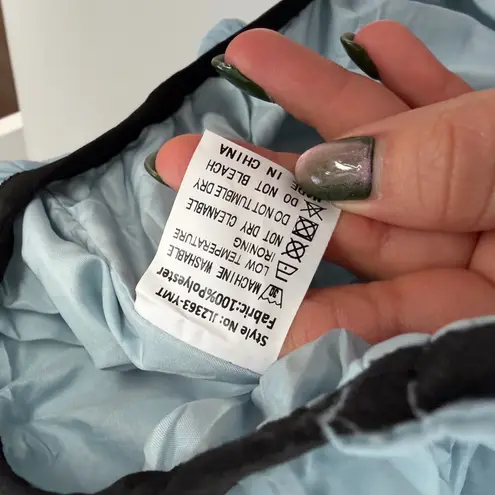 Style No: JL2363-YMT
Fabric:100%Polyester
MACHINE WASHABLE
LOW TEMPERATURE
IRONING
NOT DRY CLEANABLE
DO NOT TUMBLE DRY
DO NOT BLEACH
MADE IN CHINA